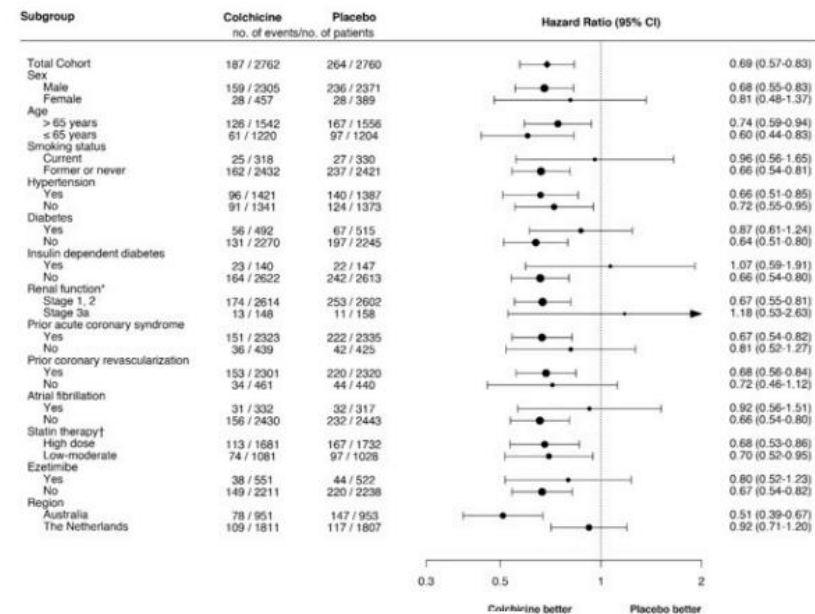 Subgroup Colchicine Placebo Hazard Ratio (95% CI)
no. of events/no. of patients
Total Cohort 187 / 2762 264 / 2760 0.69 (0.57-0.83)
Sex
Male 159 / 2305 236 / 2371 0.68 (0.55-0.83)
Female 28 / 457 28 / 389 0.81 (0.48-1.37)
Age
> 65 years 126 / 1542 167 / 1556 0.74 (0.59-0.94)
≤ 65 years 61 / 1220 97 / 1204 0.60 (0.44-0.83)
Smoking status
Current 25 / 318 27 / 330 0.96 (0.56-1.65)
Former or never 162 / 2432 237 / 2421 0.66 (0.54-0.81)
Hypertension
Yes 96 / 1421 140 / 1387 0.66 (0.51-0.85)
No 91 / 1341 124 / 1373 0.72 (0.55-0.95)
Diabetes
Yes 56 / 492 67 / 515 0.87 (0.61-1.24)
No 131 / 2270 197 / 2245 0.64 (0.51-0.80)
Insulin dependent diabetes
Yes 23 / 140 22 / 147 1.07 (0.59-1.91)
No 164 / 2622 242 / 2613 0.66 (0.54-0.80)
Renal function*
Stage 1, 2 174 / 2614 253 / 2602 0.67 (0.55-0.81)
Stage 3a 13 / 148 11 / 158 1.18 (0.53-2.63)
Prior acute coronary syndrome
Yes 151 / 2323 222 / 2335 0.67 (0.54-0.82)
No 36 / 439 42 / 425 0.81 (0.52-1.27)
Prior coronary revascularization
Yes 153 / 2301 220 / 2320 0.68 (0.56-0.84)
No 34 / 461 44 / 440 0.72 (0.46-1.12)
Atrial fibrillation
Yes 31 / 332 32 / 317 0.92 (0.56-1.51)
No 156 / 2430 232 / 2443 0.66 (0.54-0.80)
Statin therapy†
High dose 113 / 1681 167 / 1732 0.68 (0.53-0.86)
Low-moderate 74 / 1081 97 / 1028 0.70 (0.52-0.95)
Ezetimibe
Yes 38 / 551 44 / 522 0.80 (0.52-1.23)
No 149 / 2211 220 / 2238 0.67 (0.54-0.82)
Region
Australia 78 / 951 147 / 953 0.51 (0.39-0.67)
The Netherlands 109 / 1811 117 / 1807 0.92 (0.71-1.20)
0.3 0.5 1 2
Colchicine better Placebo better